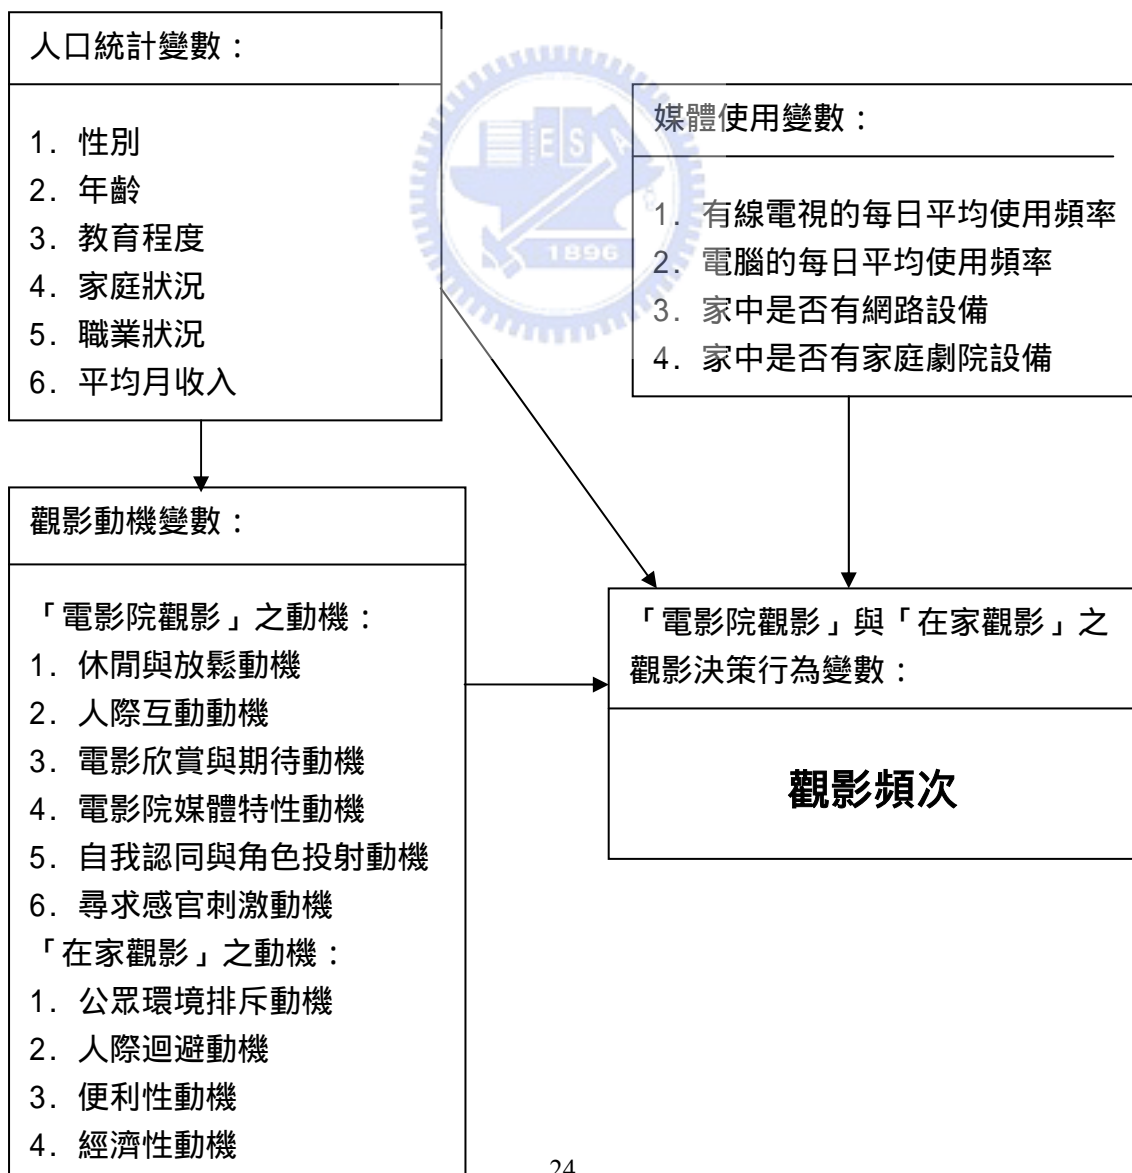 人口統計變數：
1. 性別
2. 年齡
3. 教育程度
4. 家庭狀況
5. 職業狀況
6. 平均月收入
媒體使用變數：
1. 有線電視的每日平均使用頻率
2. 電腦的每日平均使用頻率
3. 家中是否有網路設備
4. 家中是否有家庭劇院設備
ES
1896
觀影動機變數：
「電影院觀影」之動機：
1. 休閒與放鬆動機
2. 人際互動動機
3. 電影欣賞與期待動機
4. 電影院媒體特性動機
5. 自我認同與角色投射動機
6. 尋求感官刺激動機
「在家觀影」之動機：
1. 公眾環境排斥動機
2. 人際迴避動機
3. 便利性動機
4. 經濟性動機
「電影院觀影」與「在家觀影」之
觀影決策行為變數：
觀影頻次
24